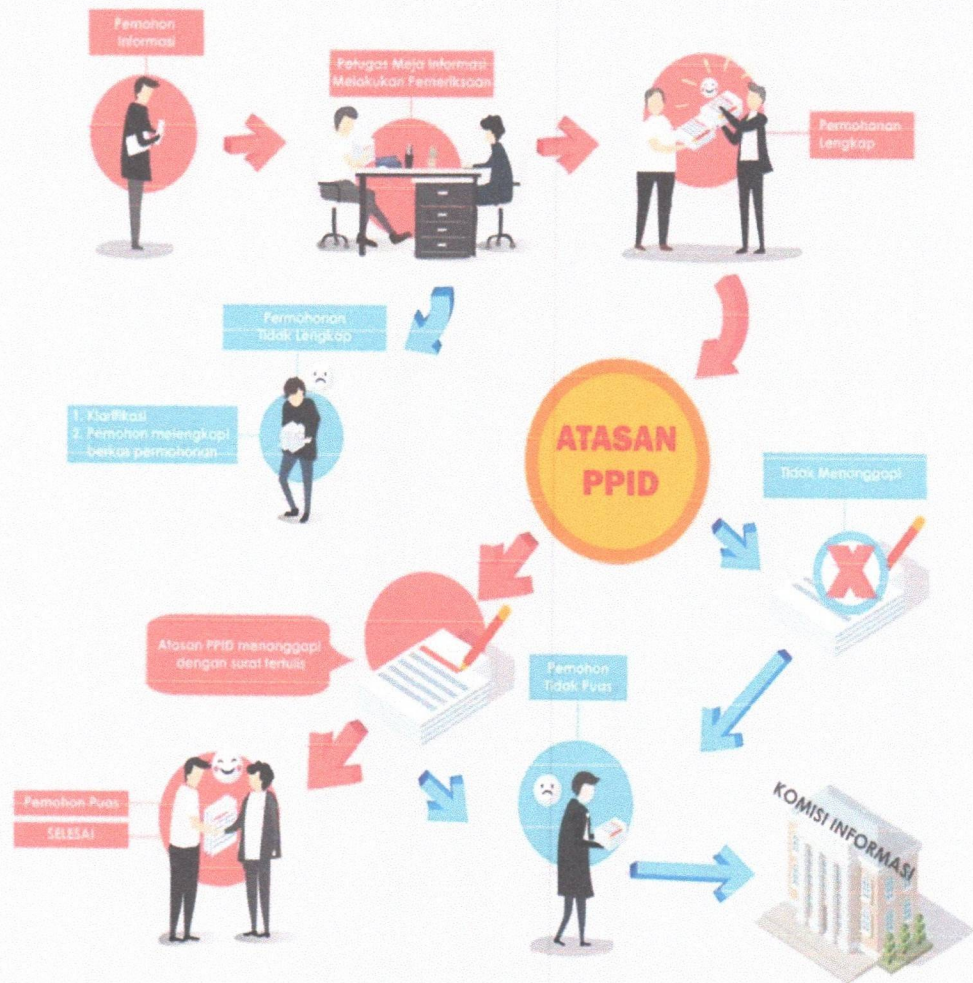 Pemohon
Informasi
Petugas Meja Informasi
Melakukan Pemeriksaan
Permohanan
Lengkap
Permohonan
Tidak Lengkap
1. Klarifikasi
2. Pemohon melengkapi
berkas permohonan
ATASAN
PPID
Tidak Menanggapi
Atasan PPID menanggapi
dengan surat tertulis
Pemohon
Tidak Puas
Pemohon Puas
SELESAI
KOMISI INFORMASI